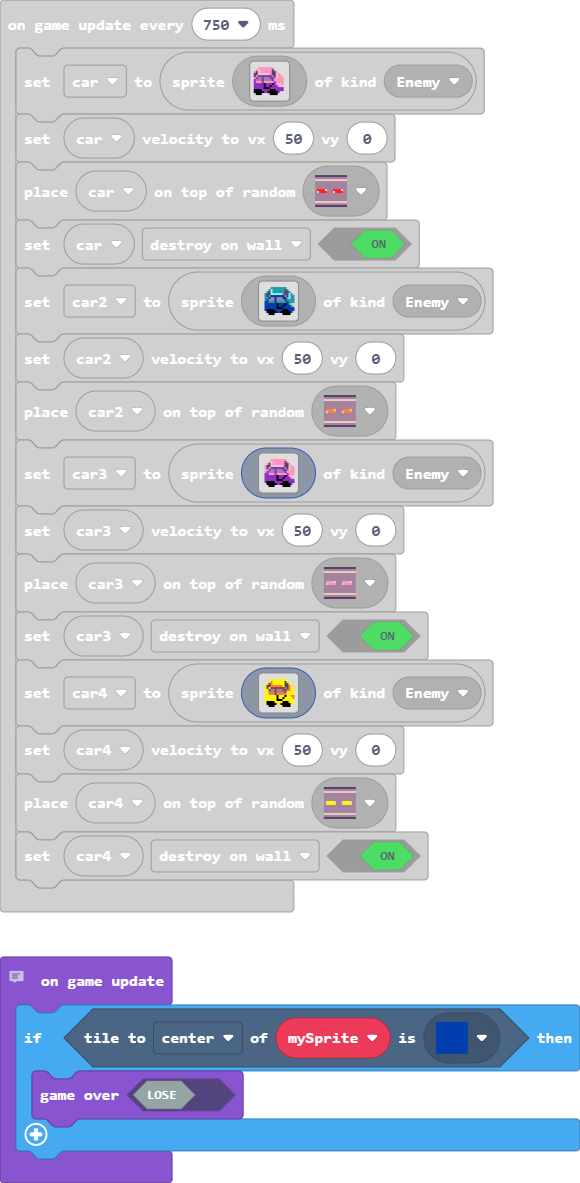 on game update every 750 ms
set car to sprite of kind Enemy
set car velocity to vx 50 vy 0
place car on top of random
set car destroy on wall ON
set car2 to sprite of kind Enemy
set car2 velocity to vx 50 vy 0
place car2 on top of random
set car3 to sprite of kind Enemy
set car3 velocity to vx 50 vy 0
place car3 on top of random
set car3 destroy on wall ON
set car4 to sprite of kind Enemy
set car4 velocity to vx 50 vy 0
place car4 on top of random
set car4 destroy on wall ON
on game update
if tile to center of mySprite is then
game over LOSE